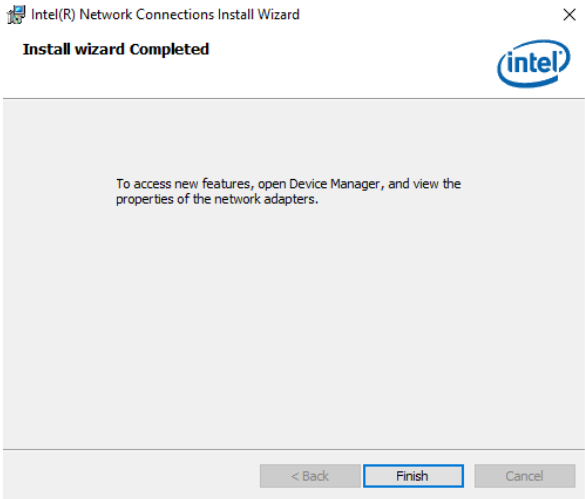 Intel(R) Network Connections Install Wizard
Install wizard Completed
intel
To access new features, open Device Manager, and view the
properties of the network adapters.
< Back
Finish
Cancel